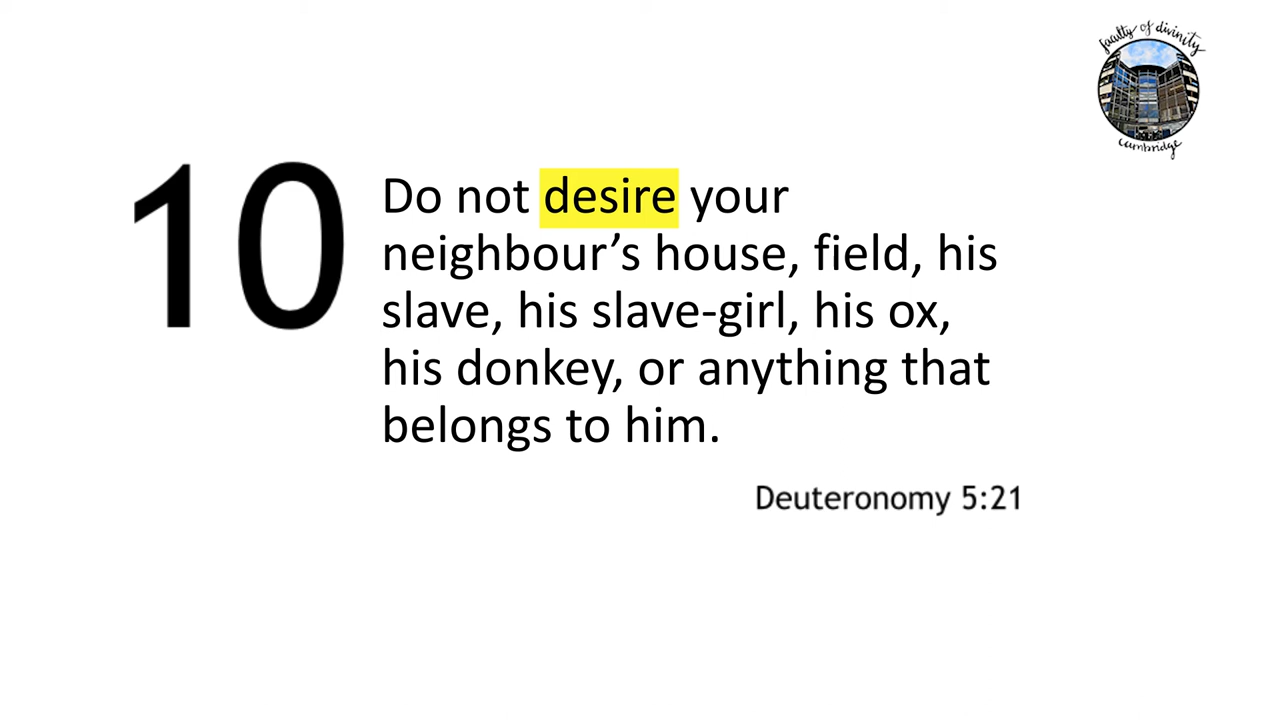 faculty of divinity
Cambridge
10
Do not desire your
neighbour’s house, field, his
slave, his slave-girl, his ox,
his donkey, or anything that
belongs to him.
Deuteronomy 5:21